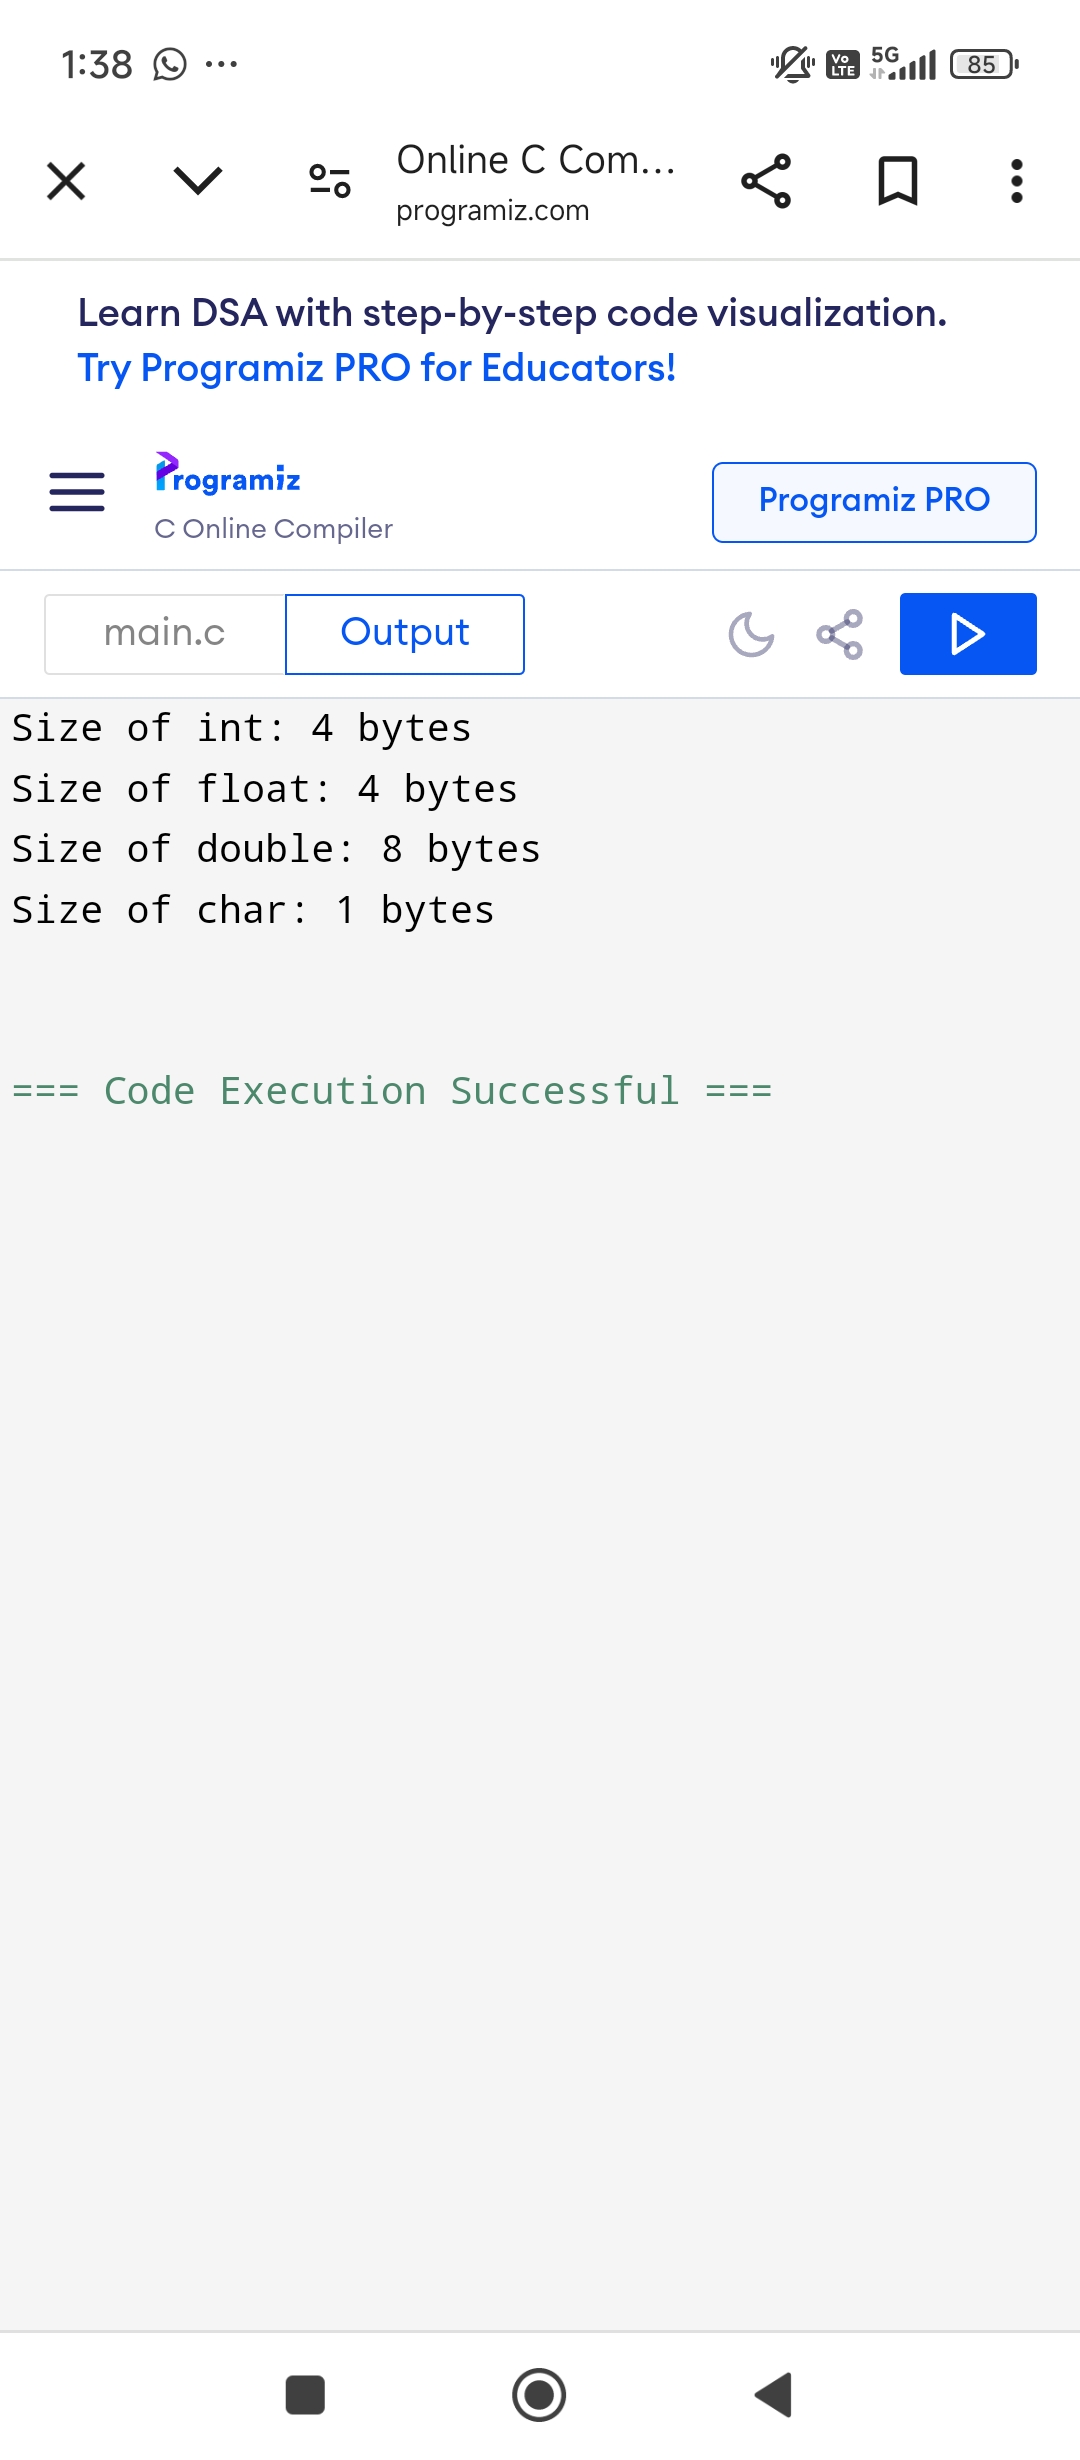 1:38 ... Vo LTE 5G 85
Online C Com...
programiz.com
Learn DSA with step-by-step code visualization.
Try Programiz PRO for Educators!
Programiz
C Online Compiler
Programiz PRO
main.c Output
Size of int: 4 bytes
Size of float: 4 bytes
Size of double: 8 bytes
Size of char: 1 bytes
=== Code Execution Successful ===